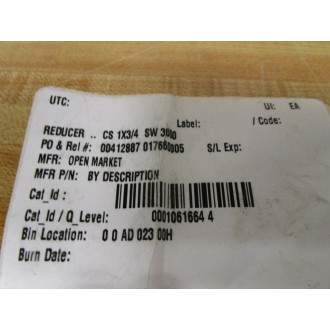 UTC: UI: EA
Label: / Code:
REDUCER .. CS 1X3/4 SW 3000
PO & Rel #: 00412887 017660005 S/L Exp:
MFR: OPEN MARKET
MFR P/N: BY DESCRIPTION
Cat_Id :
Cat_Id / Q_Level: 0001061664 4
Bin Location: 0 0 AD 023 00H
Burn Date: